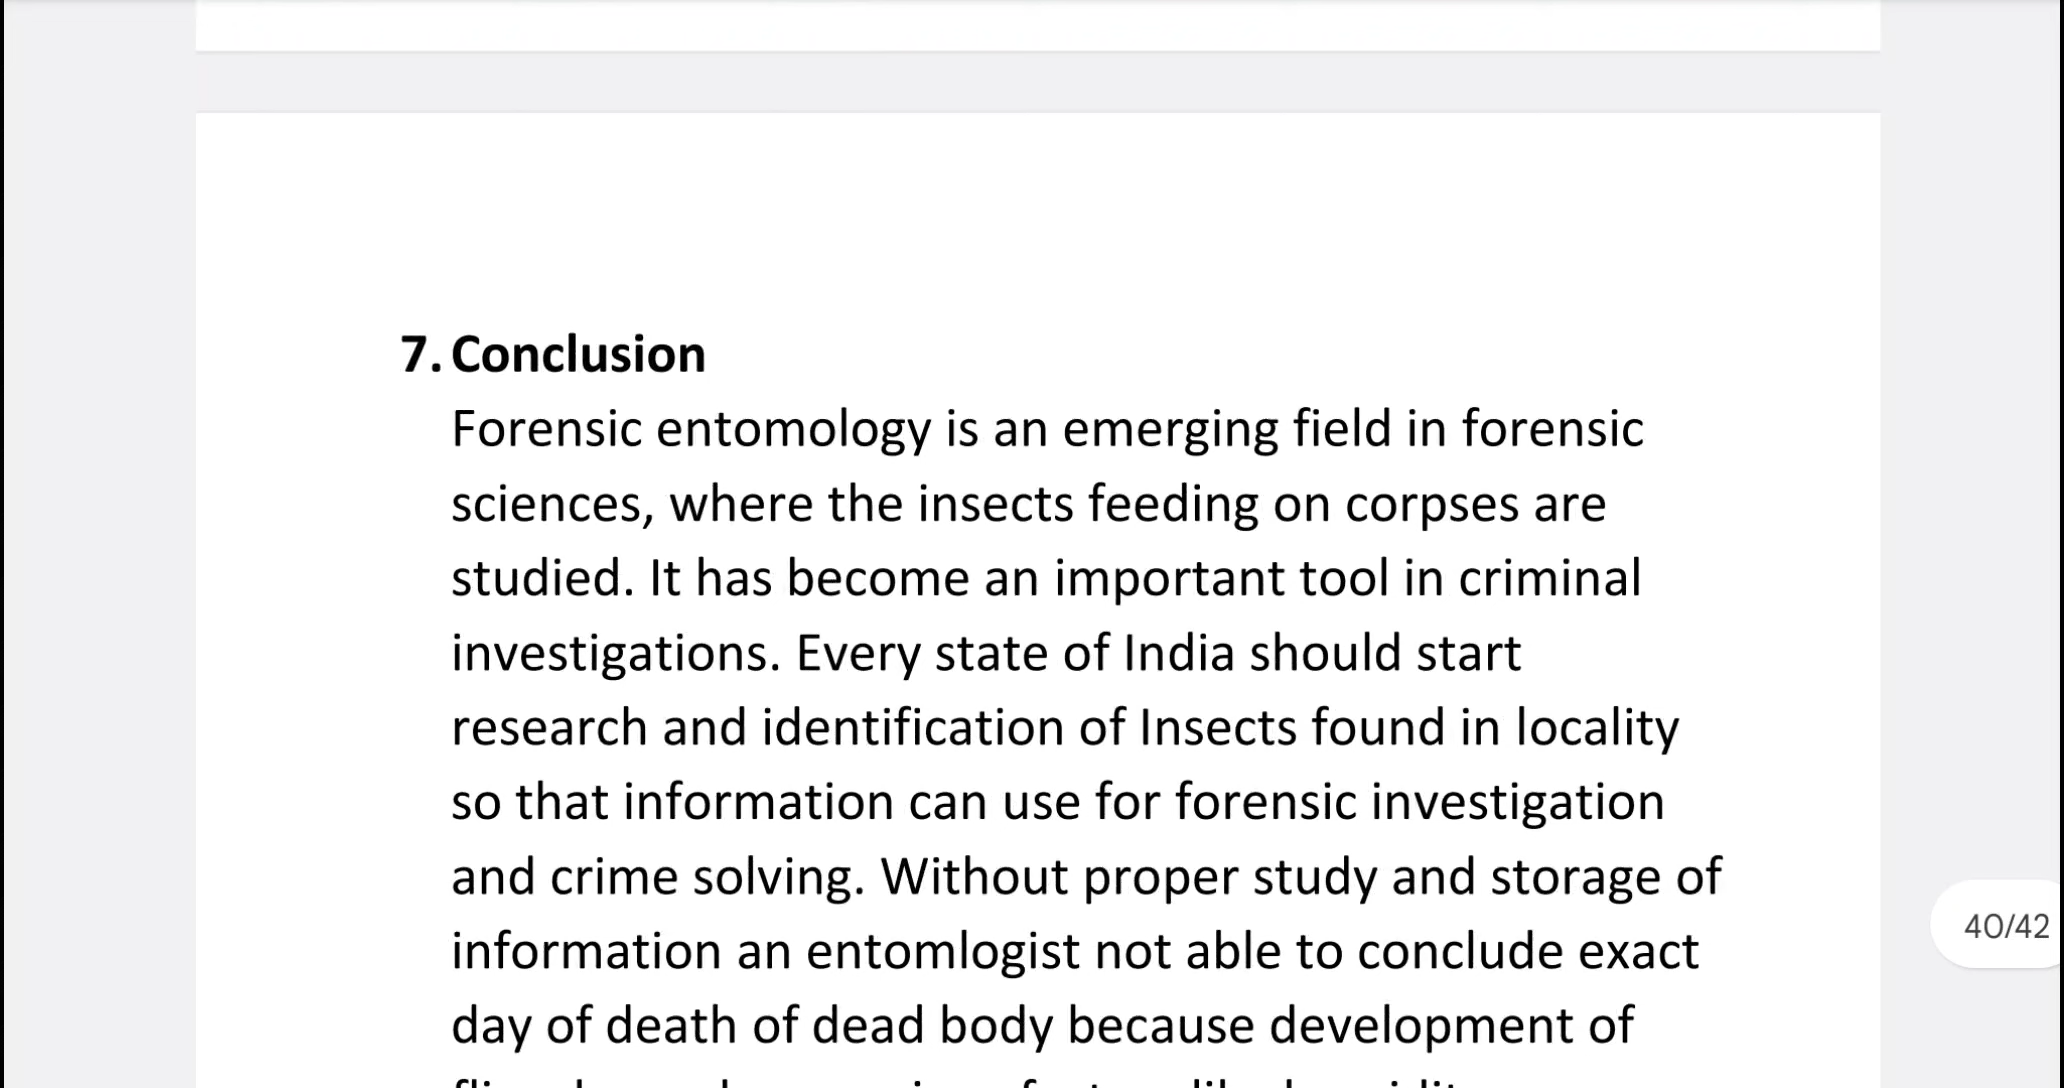 7. Conclusion
Forensic entomology is an emerging field in forensic
sciences, where the insects feeding on corpses are
studied. It has become an important tool in criminal
investigations. Every state of India should start
research and identification of Insects found in locality
so that information can use for forensic investigation
and crime solving. Without proper study and storage of
information an entomlogist not able to conclude exact
day of death of dead body because development of
40/42